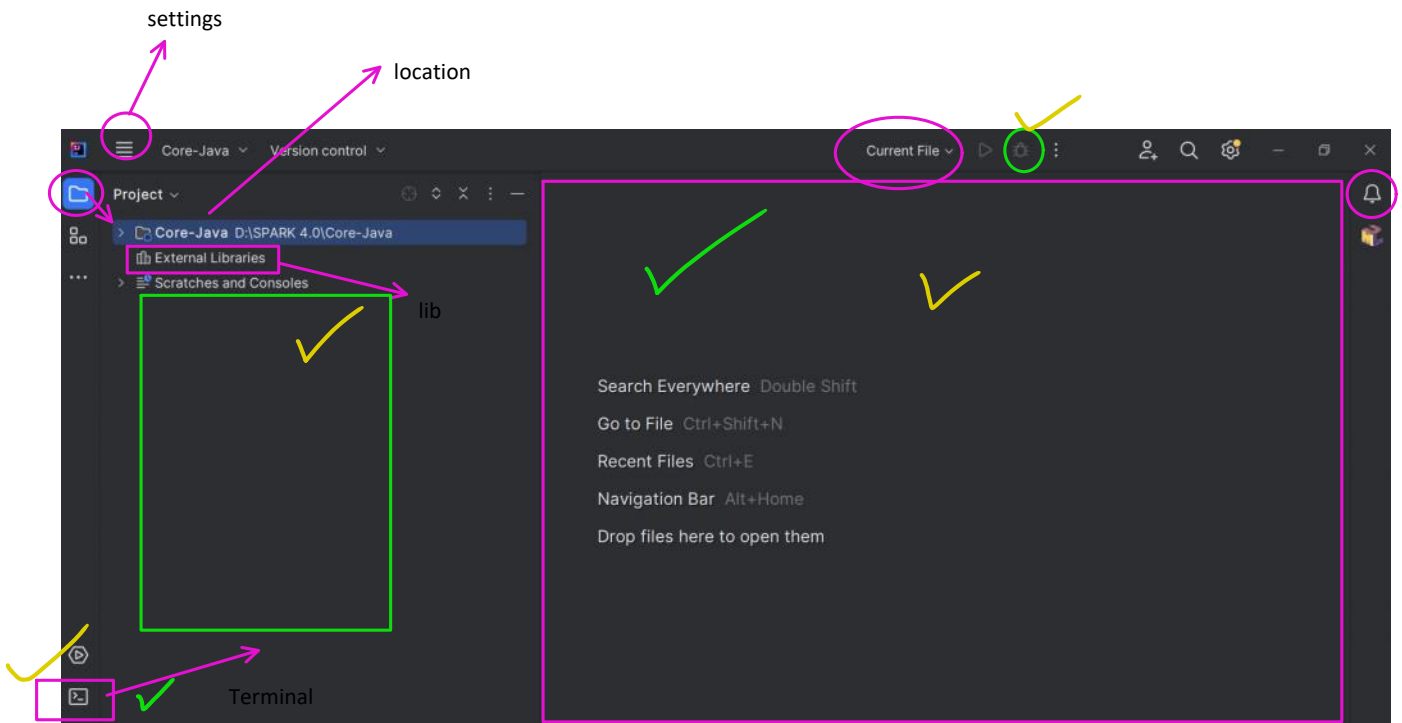 settings
location
Core-Java Version control Current File
Project
Core-Java D:\SPARK 4.0\Core-Java
External Libraries
Scratches and Consoles
lib
Search Everywhere Double Shift
Go to File Ctrl+Shift+N
Recent Files Ctrl+E
Navigation Bar Alt+Home
Drop files here to open them
Terminal